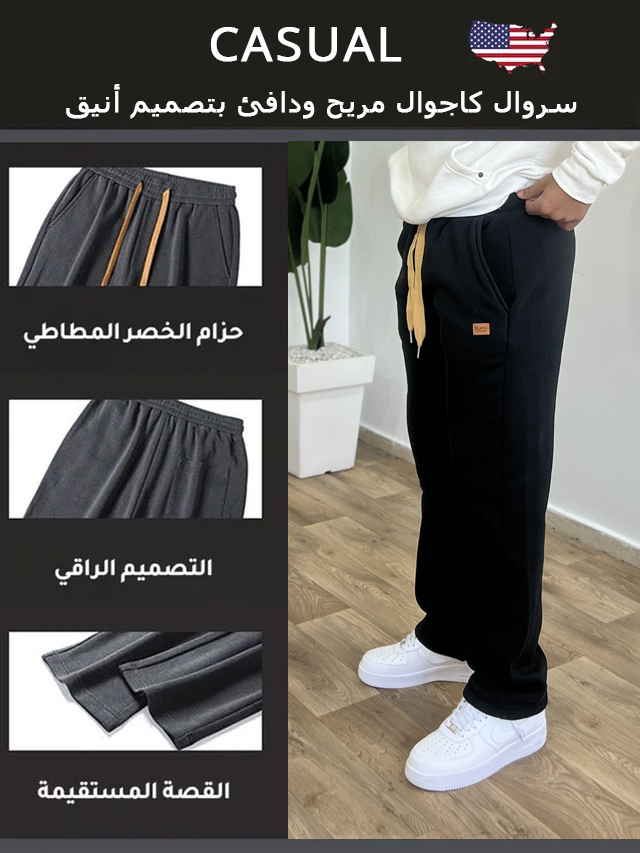 CASUAL
سروال كاجوال مريح ودافئ بتصميم أنيق
حزام الخصر المطاطي
التصميم الراقي
القصة المستقيمة